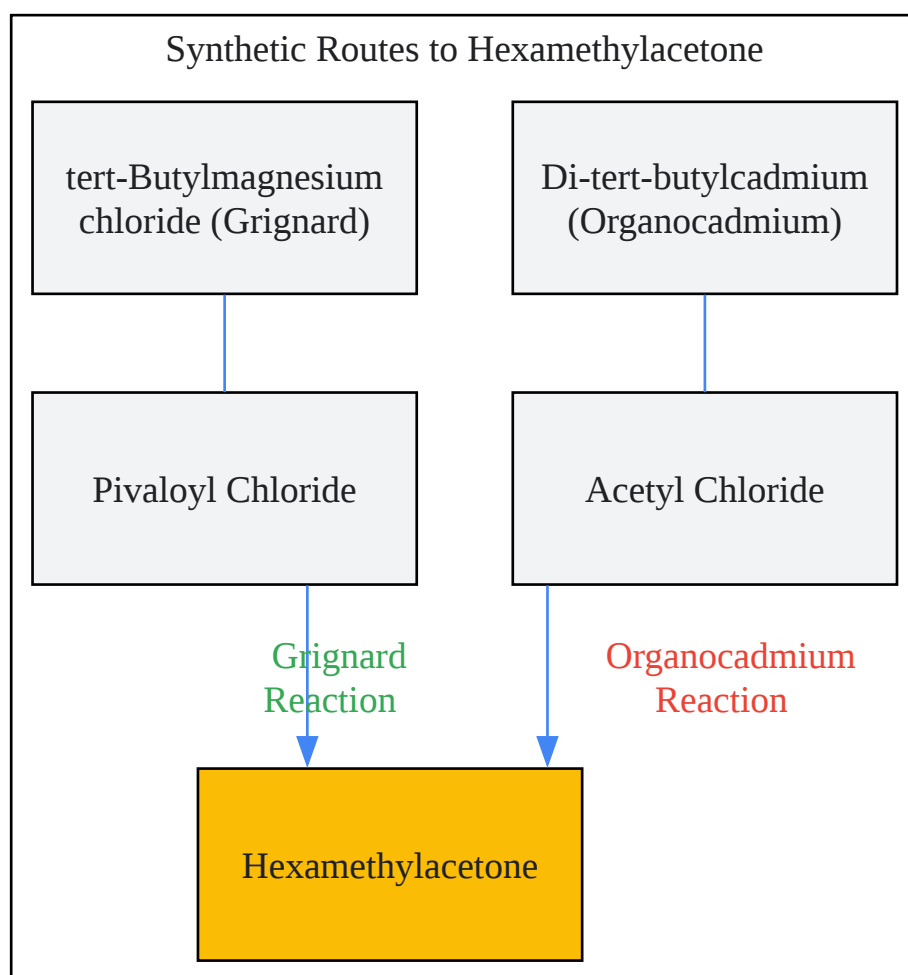 Synthetic Routes to Hexamethylacetone
tert-Butylmagnesium
chloride (Grignard)
Di-tert-butylcadmium
(Organocadmium)
Pivaloyl Chloride
Acetyl Chloride
Grignard
Reaction
Organocadmium
Reaction
Hexamethylacetone